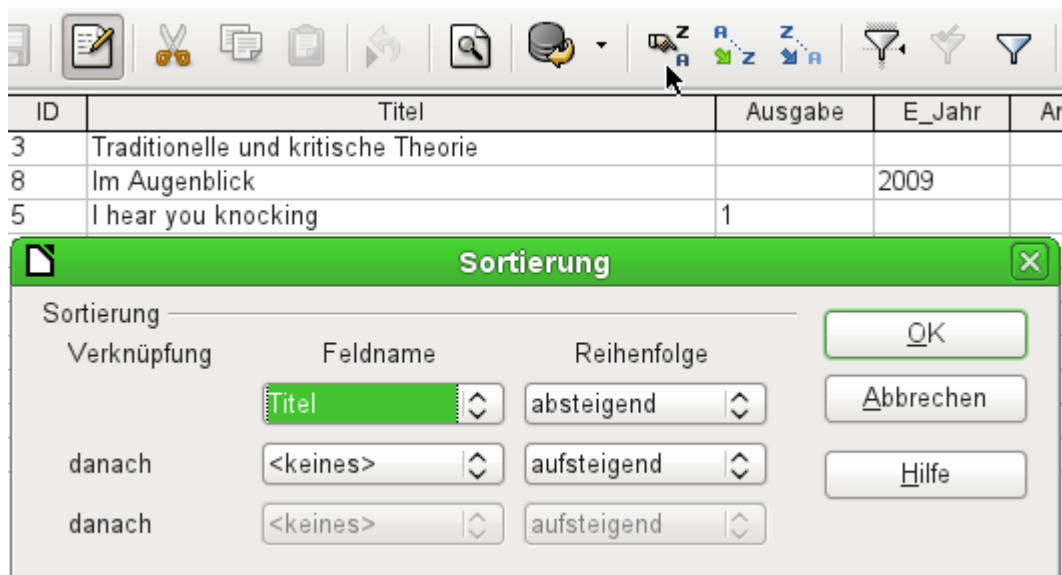 ID Titel Ausgabe E_Jahr Ar
3 Traditionelle und kritische Theorie
8 Im Augenblick 2009
5 I hear you knocking 1
Sortierung
Sortierung
Verknüpfung Feldname Reihenfolge
OK
Titel absteigend
Abbrechen
danach <keines> aufsteigend
Hilfe
danach <keines> aufsteigend